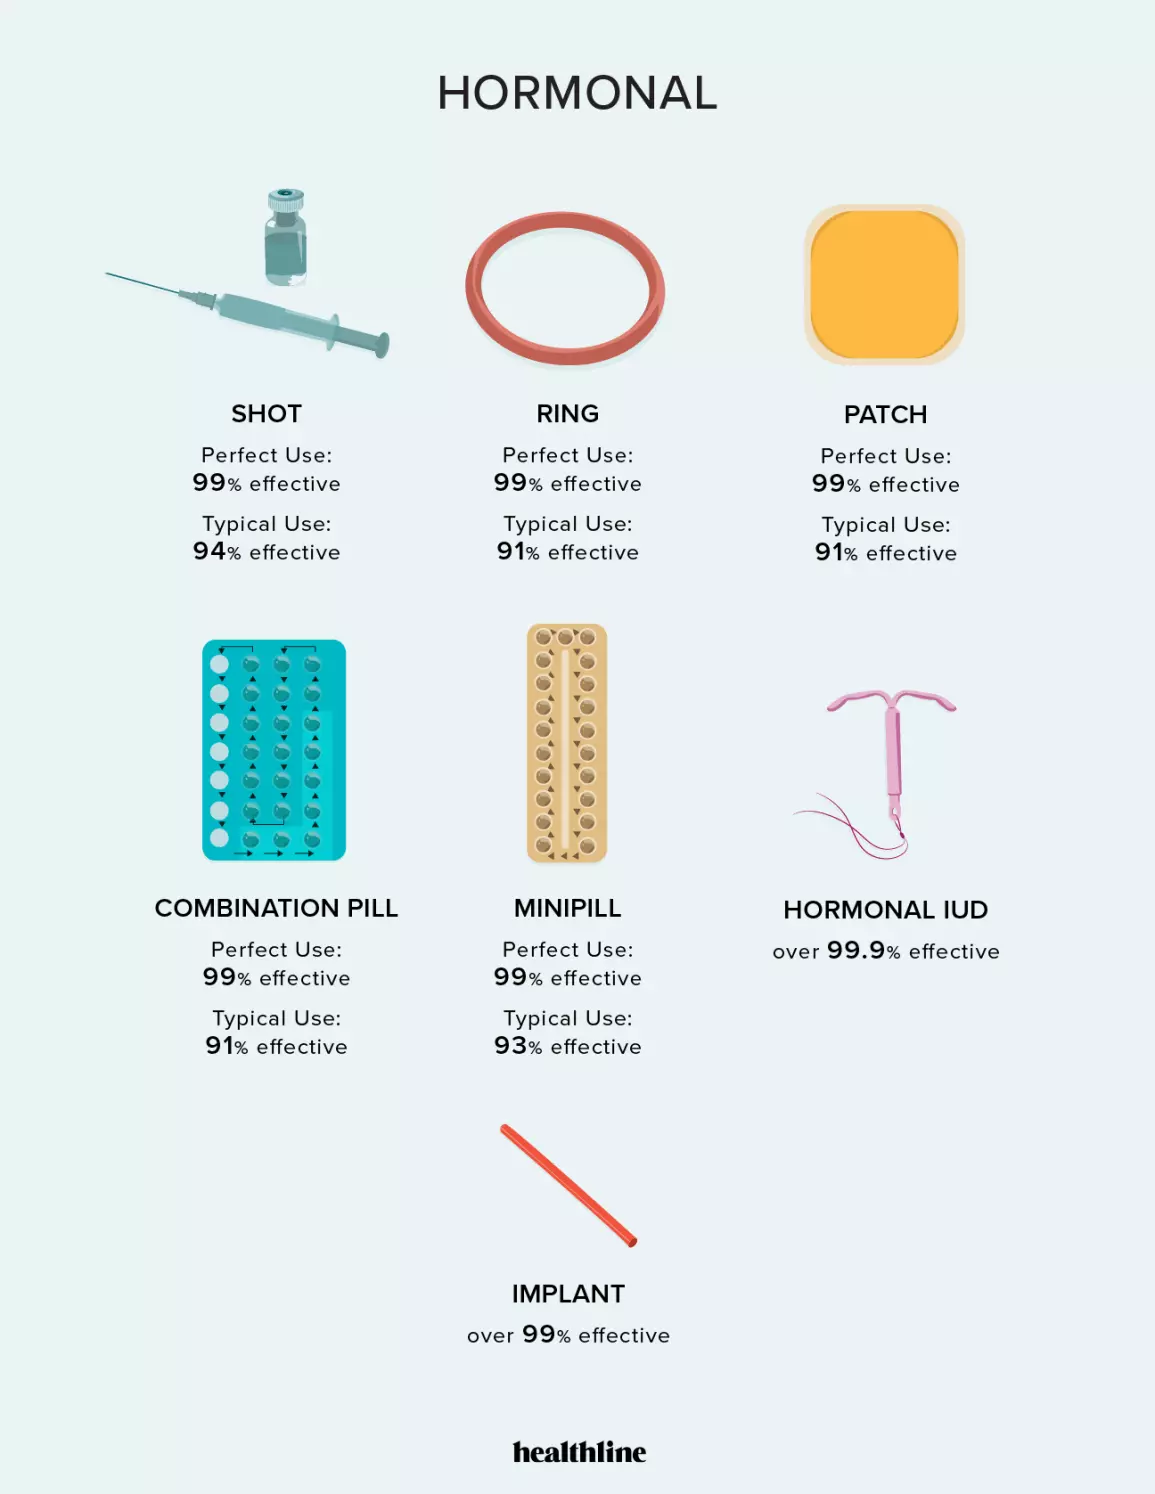 HORMONAL
SHOT
Perfect Use:
99% effective
Typical Use:
94% effective
RING
Perfect Use:
99% effective
Typical Use:
91% effective
PATCH
Perfect Use:
99% effective
Typical Use:
91% effective
COMBINATION PILL
Perfect Use:
99% effective
Typical Use:
91% effective
MINIPILL
Perfect Use:
99% effective
Typical Use:
93% effective
HORMONAL IUD
over 99.9% effective
IMPLANT
over 99% effective
healthline